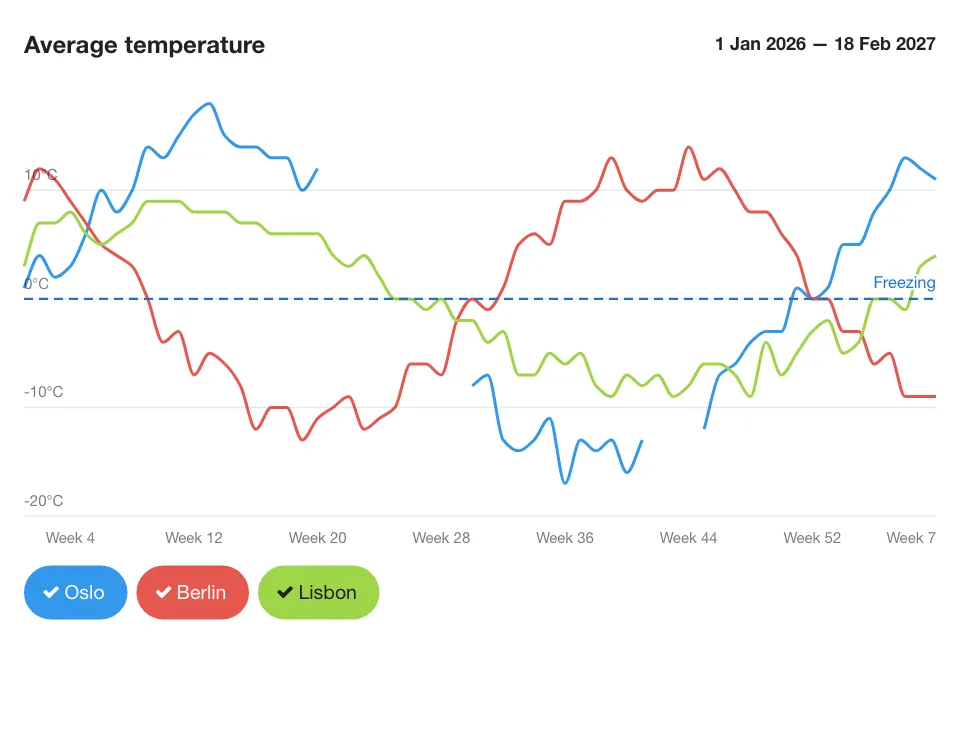 Average temperature
1 Jan 2026 — 18 Feb 2027
10°C
0°C
Freezing
-10°C
-20°C
Week 4 Week 12 Week 20 Week 28 Week 36 Week 44 Week 52 Week 7
Oslo Berlin Lisbon